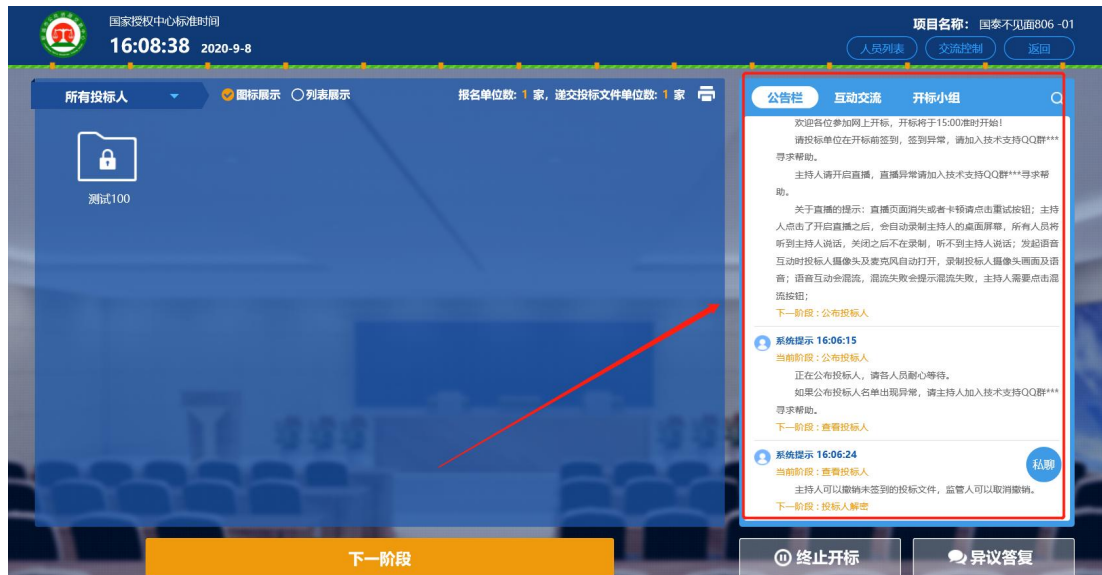 国家授权中心标准时间
16:08:38 2020-9-8
项目名称: 国泰不见面806 -01
人员列表 交流控制 返回
所有投标人 图标展示 列表展示 报名单位数: 1 家, 递交投标文件单位数: 1 家
测试100
公告栏 互动交流 开标小组
欢迎各位参加网上开标, 开标将于15:00准时开始!
请投标单位在开标前签到, 签到异常, 请加入技术支持QQ群***
寻求帮助。
主持人请开启直播, 直播异常请加入技术支持QQ群***寻求帮
助。
关于直播的提示: 直播页面消失或者卡顿请点击重试按钮; 主持
人点击了开启直播之后, 会自动录制主持人的桌面屏幕, 所有人员将
听到主持人说话, 关闭之后不在录制, 听不到主持人说话; 发起语音
互动时投标人摄像头及麦克风自动打开, 录制投标人摄像头画面及语
音; 语音互动会混流, 混流失败会提示混流失败, 主持人需要点击混
流按钮;
下一阶段 : 公布投标人
系统提示 16:06:15
当前阶段 : 公布投标人
正在公布投标人, 请各人员耐心等待。
如果公布投标人名单出现异常, 请主持人加入技术支持QQ群***
寻求帮助。
下一阶段 : 查看投标人
系统提示 16:06:24
当前阶段 : 查看投标人
主持人可以撤销未签到的投标文件, 监管人可以取消撤销。
下一阶段 : 投标人解密
私聊
下一阶段
终止开标
异议答复